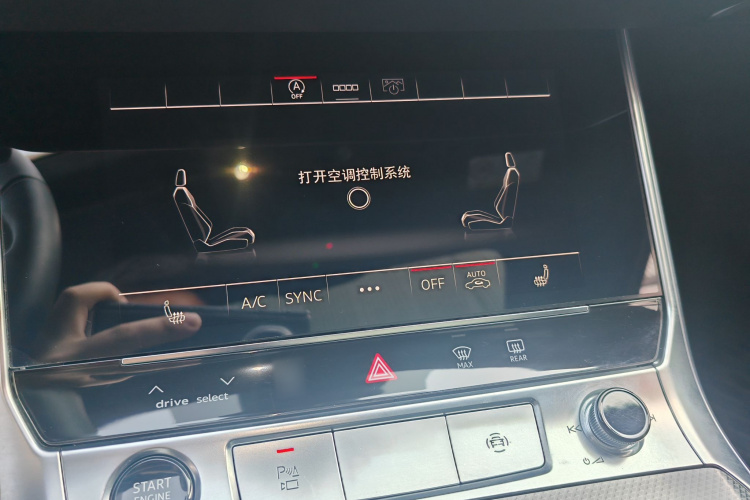 A
OFF
打开空调控制系统
A/C
SYNC
OFF
AUTO
MAX
REAR
drive select
P
START
ENGINE